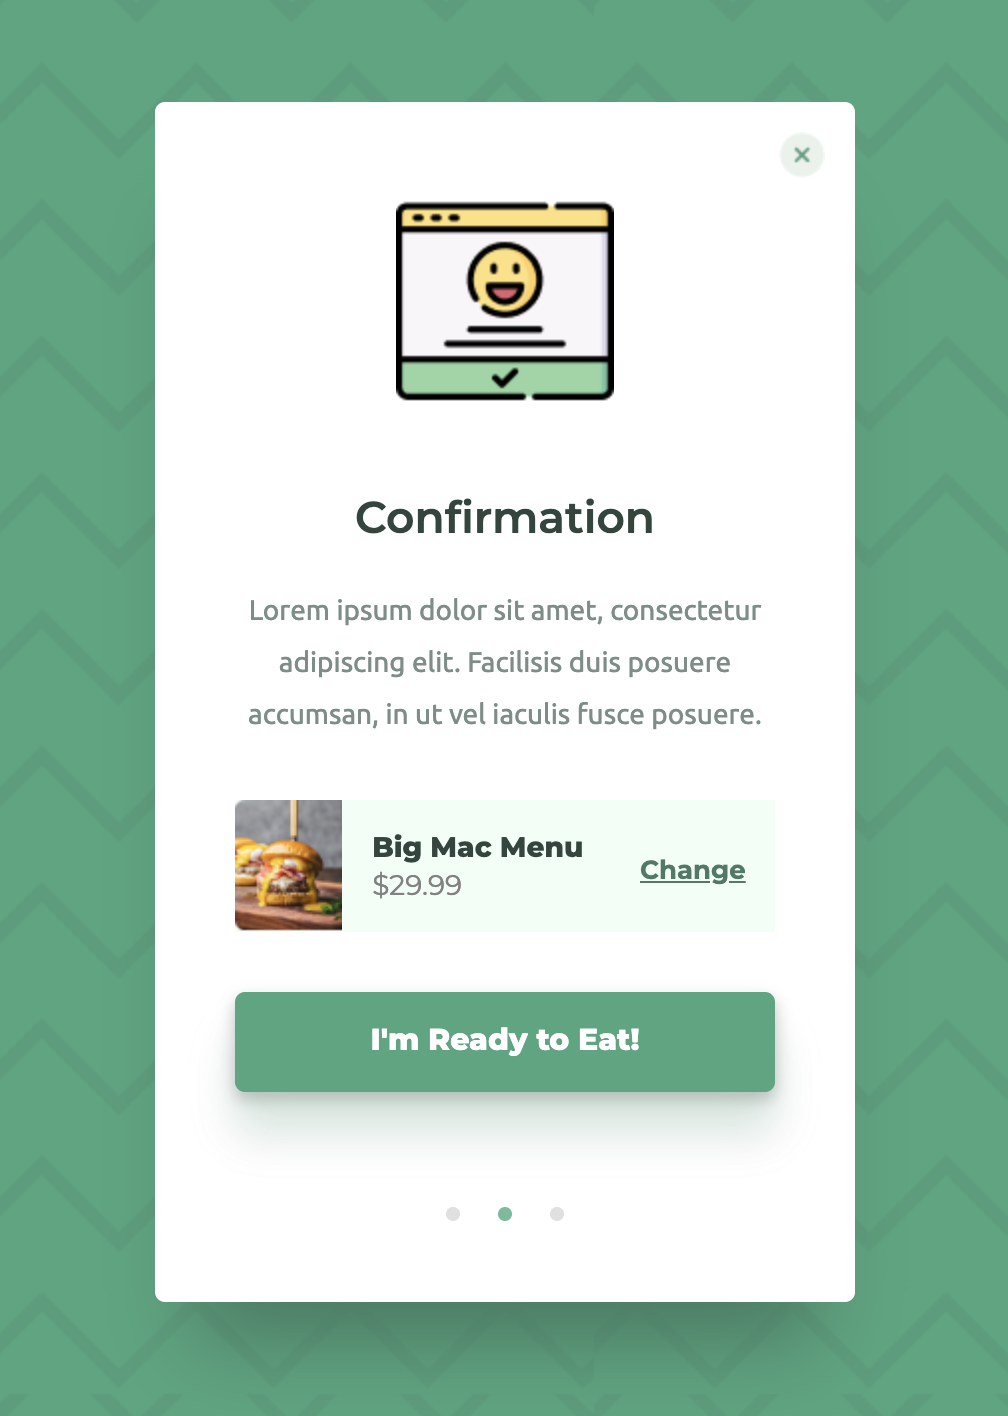 Confirmation
Lorem ipsum dolor sit amet, consectetur
adipiscing elit. Facilisis duis posuere
accumsan, in ut vel iaculis fusce posuere.
Big Mac Menu
$29.99
Change
I'm Ready to Eat!